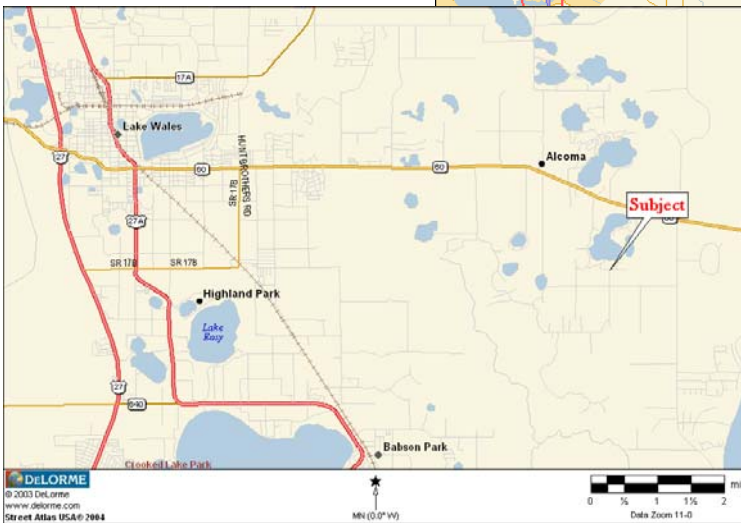 17A
Lake Wales
27
60
60
Alcoma
HUNT BROTHERS RD
SR 17B
Subject
60
27A
SR 17B
SR 17B
Highland Park
Lake
Easy
27
640
Babson Park
Crooked Lake Park
DELORME
© 2003 DeLorme
www.delorme.com
Street Atlas USA® 2004
MN (0.0° W)
mi
0 ½ 1 1½ 2
Data Zoom 11-0